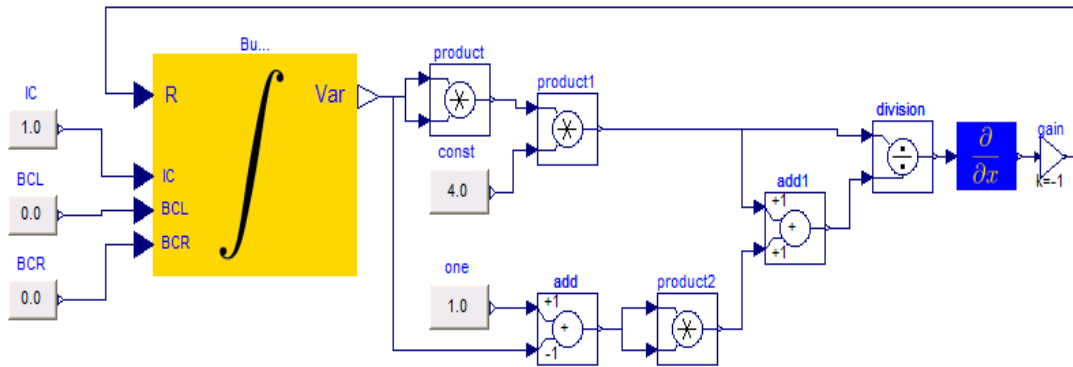 Bu...
R
Var
IC
1.0
IC
BCL
0.0
BCL
BCR
BCR
0.0
product
product1
const
4.0
division
gain
k=-1
∂
∂x
add1
+1
+
+1
one
1.0
add
+1
+
-1
product2